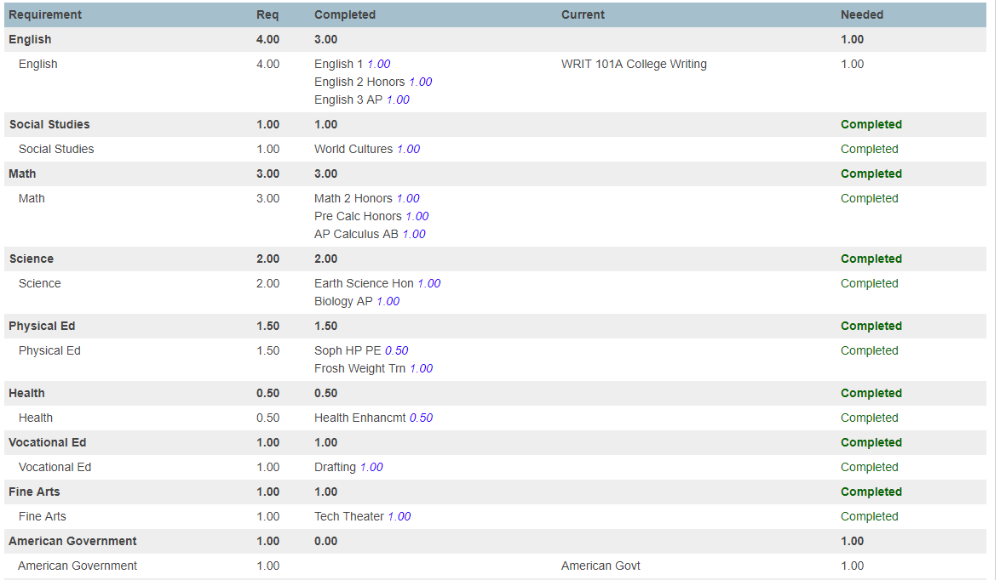 Requirement Req Completed Current Needed
English 4.00 3.00 1.00
English 4.00 English 1 1.00 WRIT 101A College Writing 1.00
English 2 Honors 1.00
English 3 AP 1.00
Social Studies 1.00 1.00 Completed
Social Studies 1.00 World Cultures 1.00 Completed
Math 3.00 3.00 Completed
Math 3.00 Math 2 Honors 1.00 Completed
Pre Calc Honors 1.00
AP Calculus AB 1.00
Science 2.00 2.00 Completed
Science 2.00 Earth Science Hon 1.00 Completed
Biology AP 1.00
Physical Ed 1.50 1.50 Completed
Physical Ed 1.50 Soph HP PE 0.50 Completed
Frosh Weight Trn 1.00
Health 0.50 0.50 Completed
Health 0.50 Health Enhancmt 0.50 Completed
Vocational Ed 1.00 1.00 Completed
Vocational Ed 1.00 Drafting 1.00 Completed
Fine Arts 1.00 1.00 Completed
Fine Arts 1.00 Tech Theater 1.00 Completed
American Government 1.00 0.00 1.00
American Government 1.00 American Govt 1.00